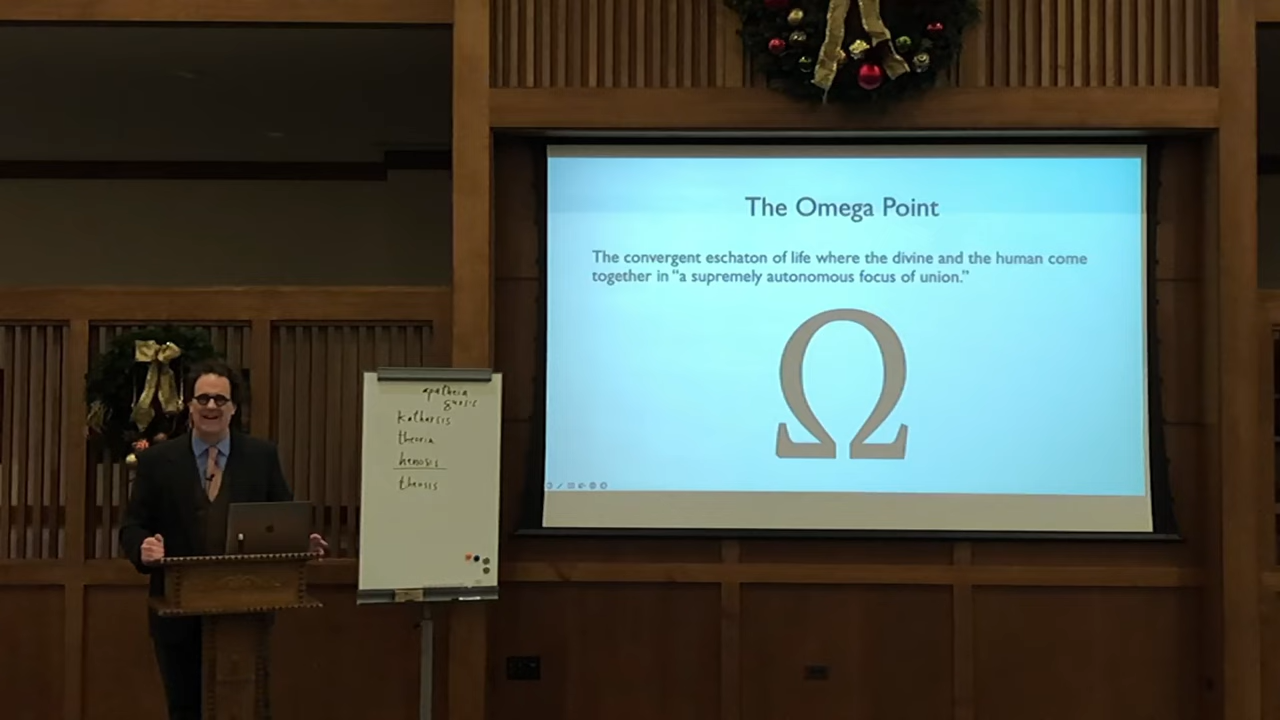 apatheia
gnosis
katharsis
theoria
henosis
theosis
The Omega Point
The convergent eschaton of life where the divine and the human come
together in “a supremely autonomous focus of union.”
Ω